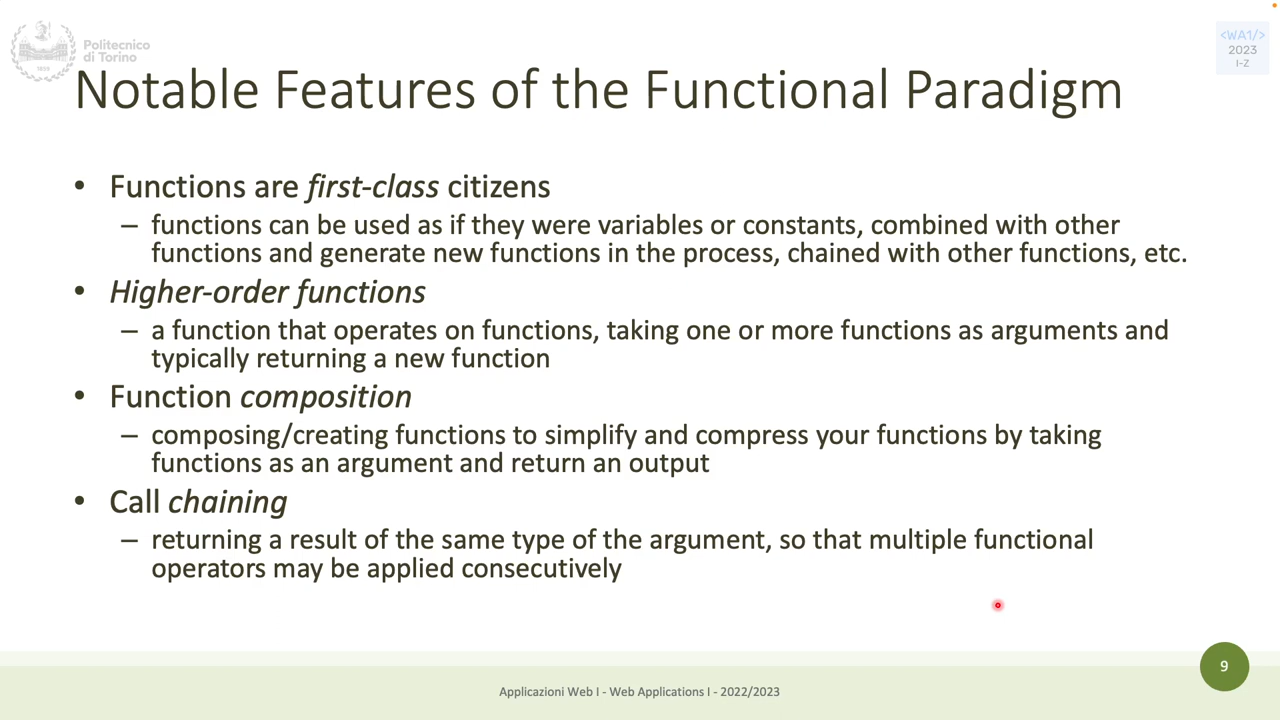 Politecnico
di Torino
1859
<WA1/>
2023
I-Z
Notable Features of the Functional Paradigm
• Functions are first-class citizens
– functions can be used as if they were variables or constants, combined with other
functions and generate new functions in the process, chained with other functions, etc.
• Higher-order functions
– a function that operates on functions, taking one or more functions as arguments and
typically returning a new function
• Function composition
– composing/creating functions to simplify and compress your functions by taking
functions as an argument and return an output
• Call chaining
– returning a result of the same type of the argument, so that multiple functional
operators may be applied consecutively
9
Applicazioni Web I - Web Applications I - 2022/2023